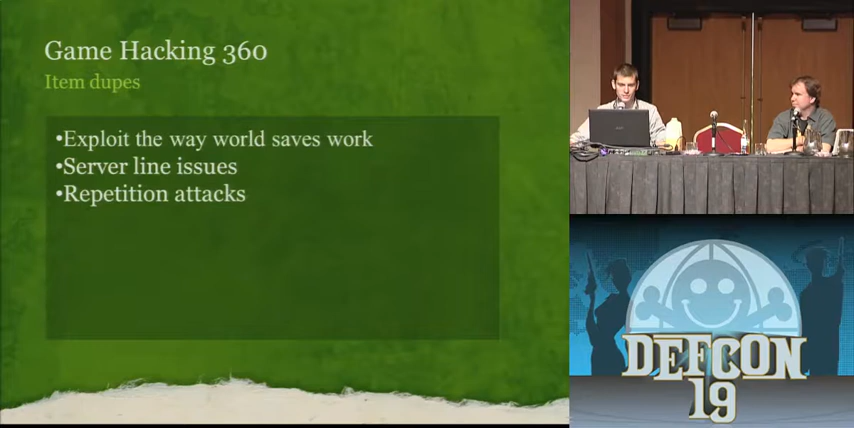 Game Hacking 360
Item dupes
•Exploit the way world saves work
•Server line issues
•Repetition attacks
DEFCON
19